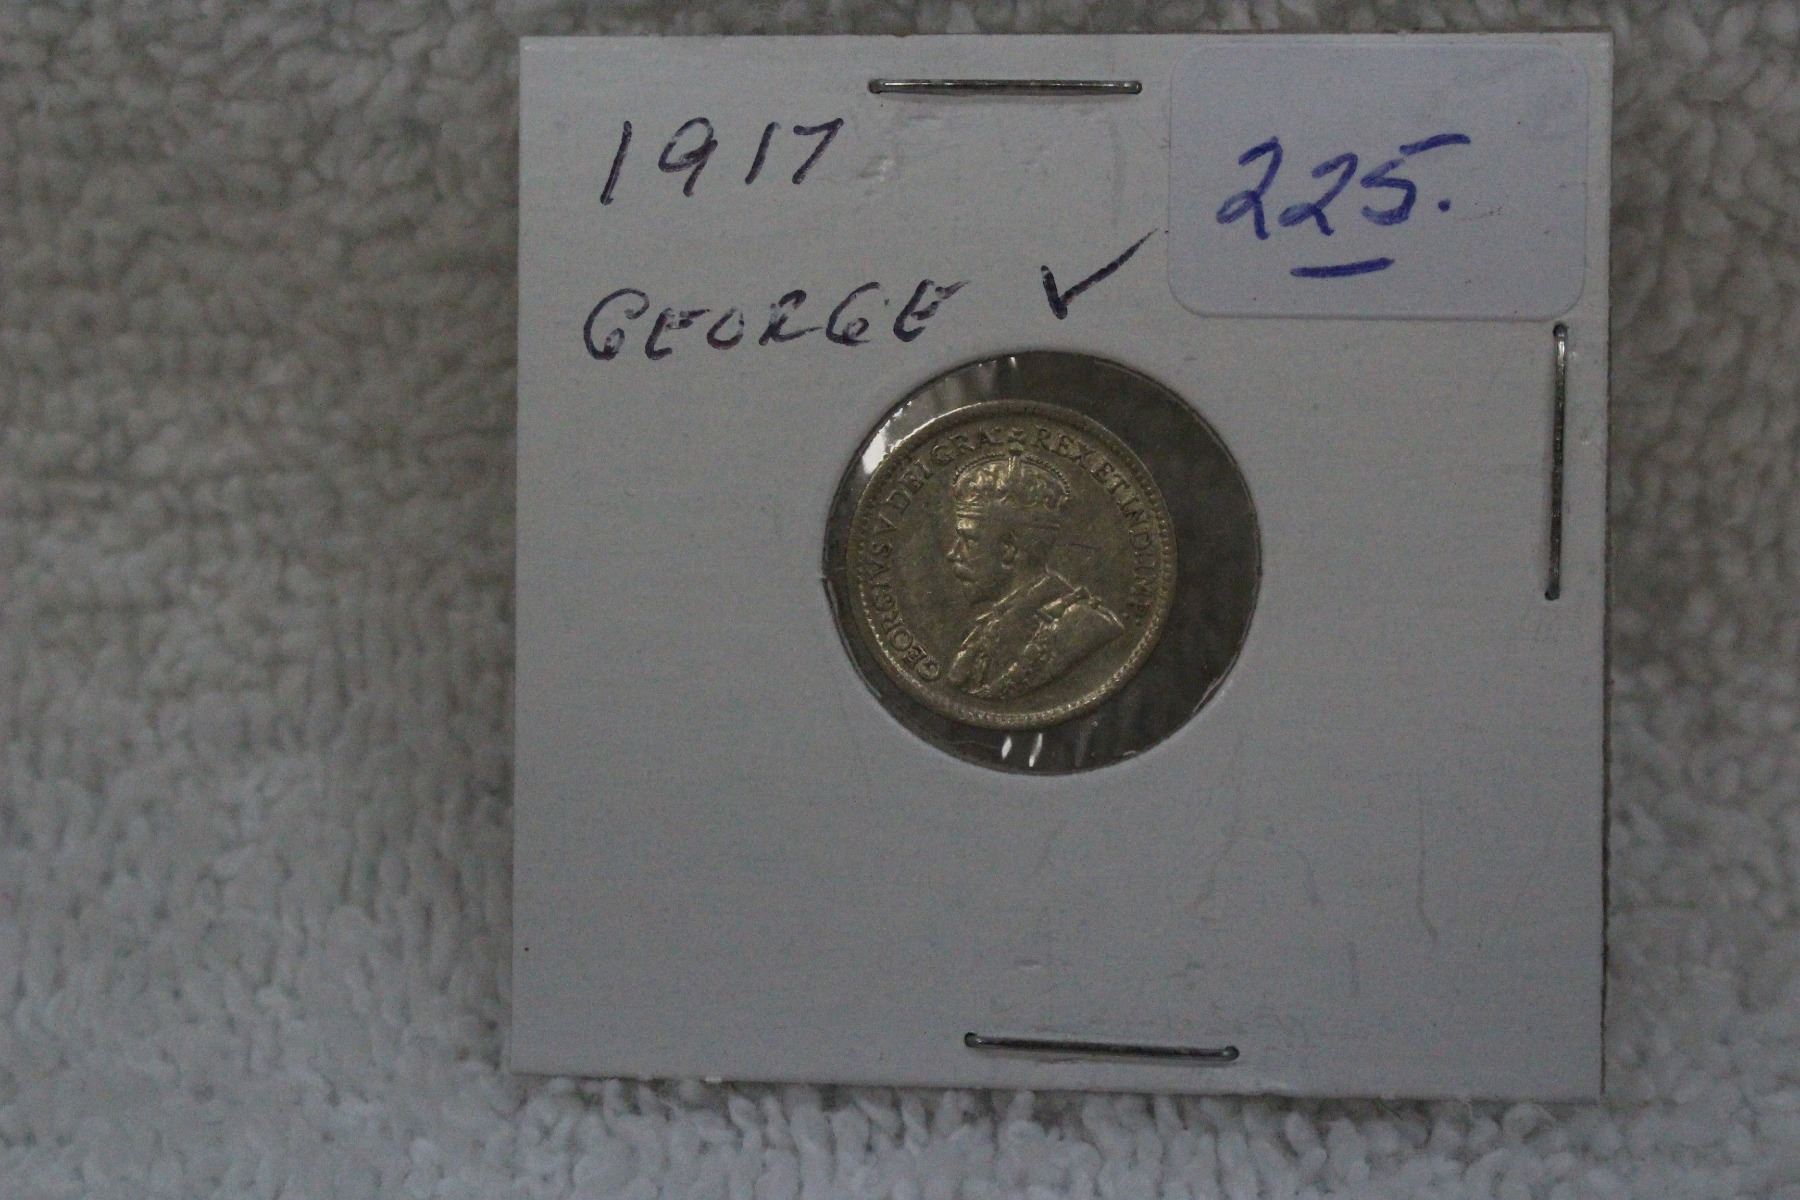 1917
225.
GEORGE V
GEORGIVS V DEI GRA: REX ET IND:IMP: